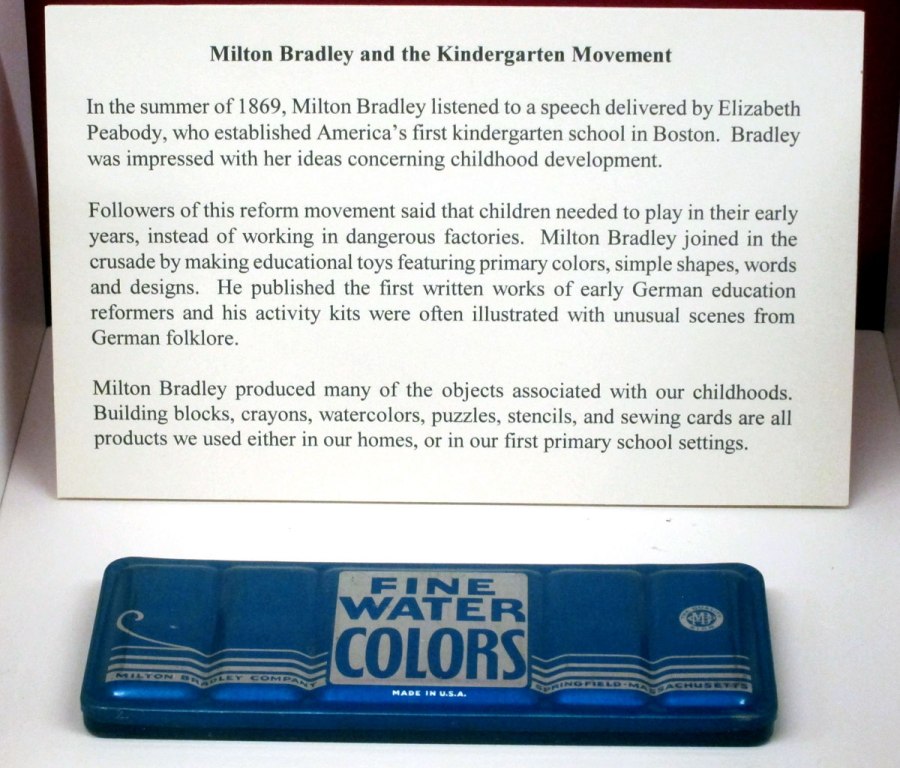 Milton Bradley and the Kindergarten Movement
In the summer of 1869, Milton Bradley listened to a speech delivered by Elizabeth
Peabody, who established America's first kindergarten school in Boston. Bradley
was impressed with her ideas concerning childhood development.
Followers of this reform movement said that children needed to play in their early
years, instead of working in dangerous factories. Milton Bradley joined in the
crusade by making educational toys featuring primary colors, simple shapes, words
and designs. He published the first written works of early German education
reformers and his activity kits were often illustrated with unusual scenes from
German folklore.
Milton Bradley produced many of the objects associated with our childhoods.
Building blocks, crayons, watercolors, puzzles, stencils, and sewing cards are all
products we used either in our homes, or in our first primary school settings.
FINE
WATER
COLORS
MADE IN U.S.A.
MILTON BRADLEY COMPANY
SPRINGFIELD-MASSACHUSETTS